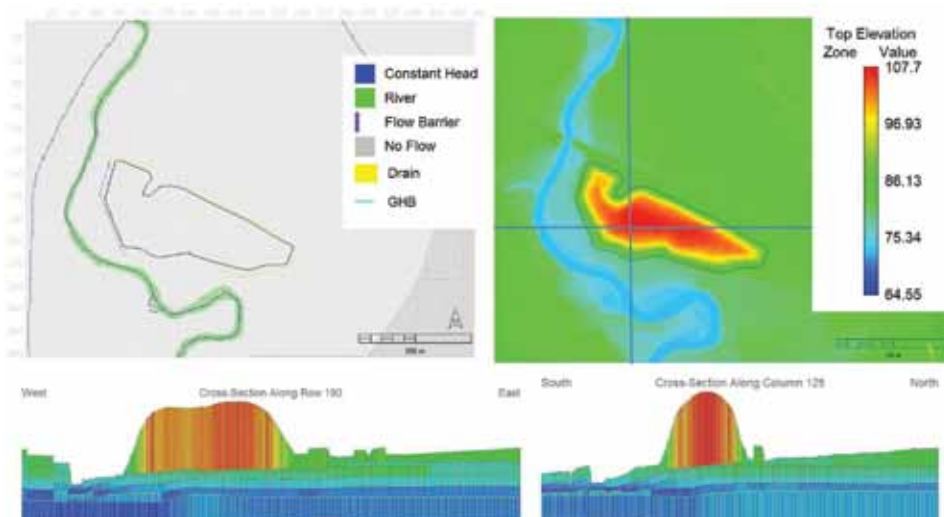 Constant Head
River
Flow Barrier
No Flow
Drain
GHB
Top Elevation
Zone Value
107.7
96.93
86.13
75.34
64.55
West
Cross-Section Along Row 190
East
South
Cross-Section Along Column 126
North